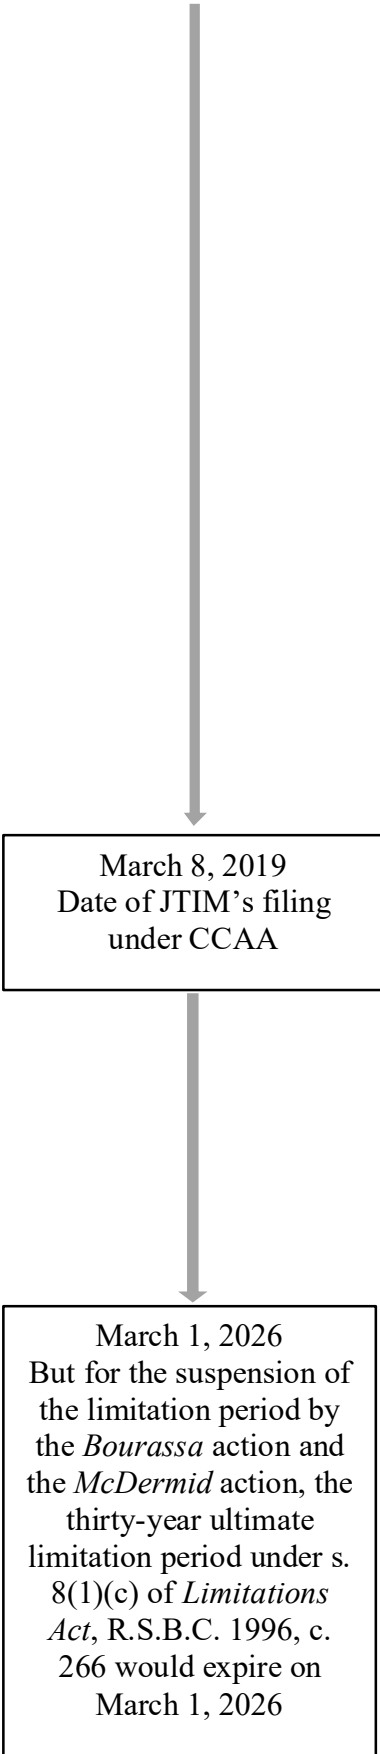 March 8, 2019
Date of JTIM’s filing
under CCAA
March 1, 2026
But for the suspension of
the limitation period by
the Bourassa action and
the McDermid action, the
thirty-year ultimate
limitation period under s.
8(1)(c) of Limitations
Act, R.S.B.C. 1996, c.
266 would expire on
March 1, 2026